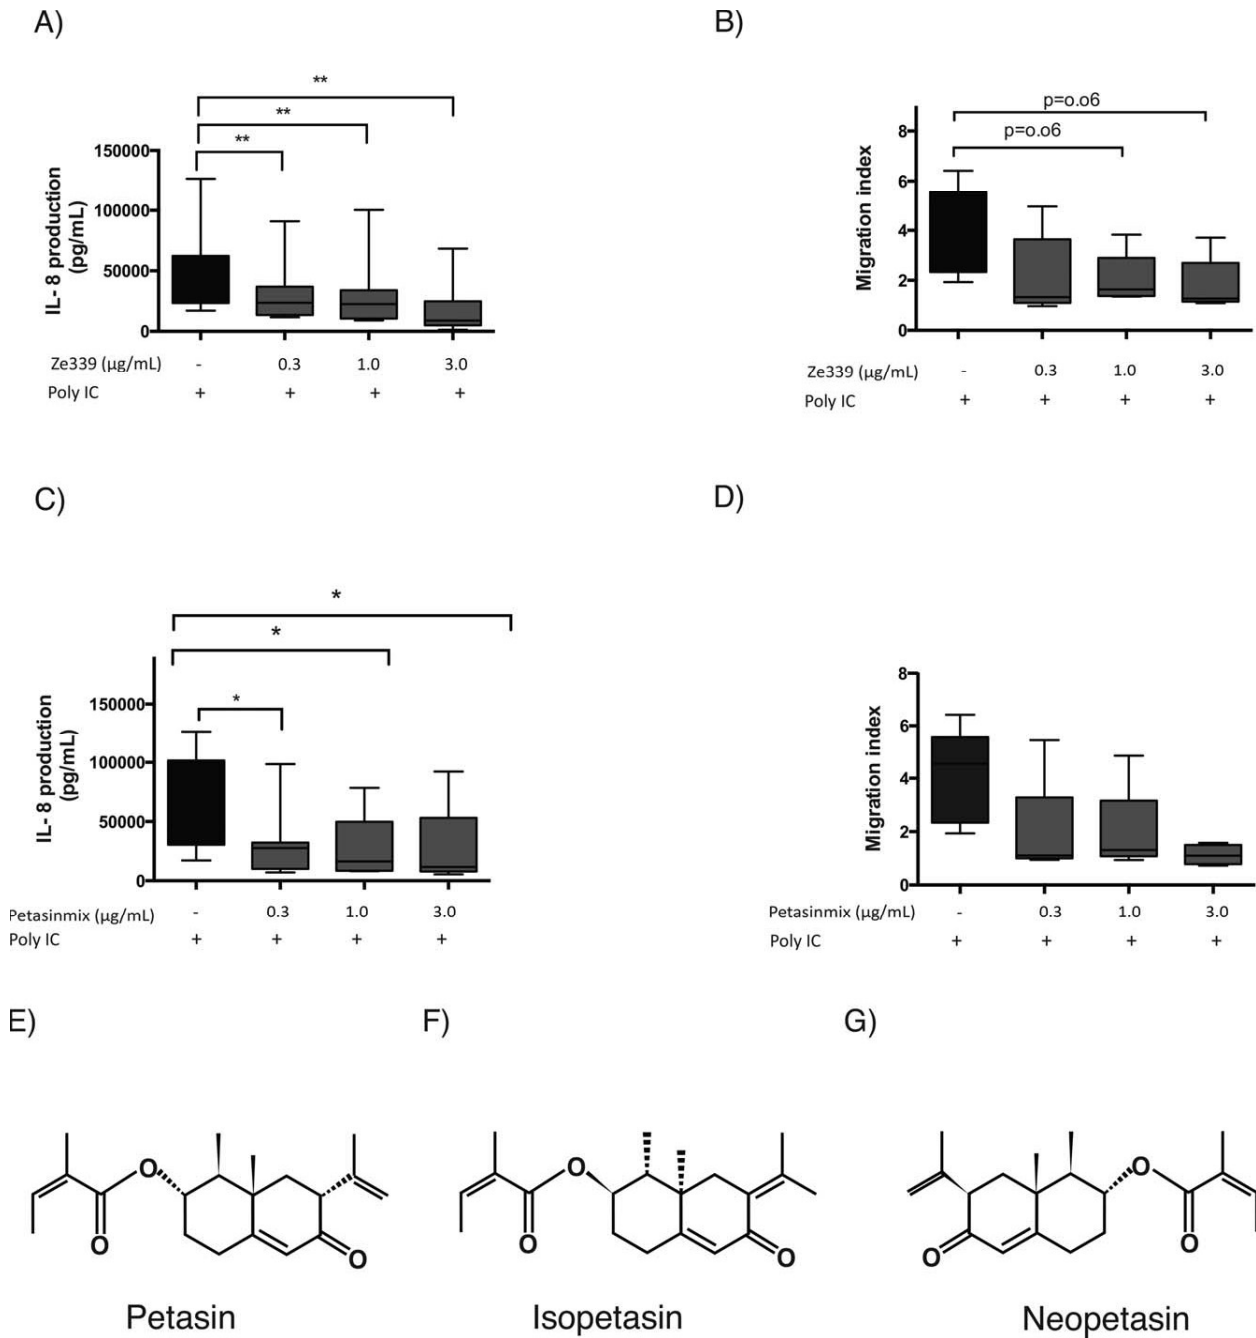 A)
B)
**
**
**
150000
100000
50000
0
IL- 8 production
(pg/mL)
Ze339 (µg/mL) - 0.3 1.0 3.0
Poly IC + + + +
p=0.06
p=0.06
8
6
4
2
0
Migration index
Ze339 (µg/mL) - 0.3 1.0 3.0
Poly IC + + + +
C)
D)
*
*
*
150000
100000
50000
0
IL- 8 production
(pg/mL)
Petasinmix (µg/mL) - 0.3 1.0 3.0
Poly IC + + + +
8
6
4
2
0
Migration index
Petasinmix (µg/mL) - 0.3 1.0 3.0
Poly IC + + + +
E)
F)
G)
O
O
O
O
O
O
O
O
O
Petasin
Isopetasin
Neopetasin